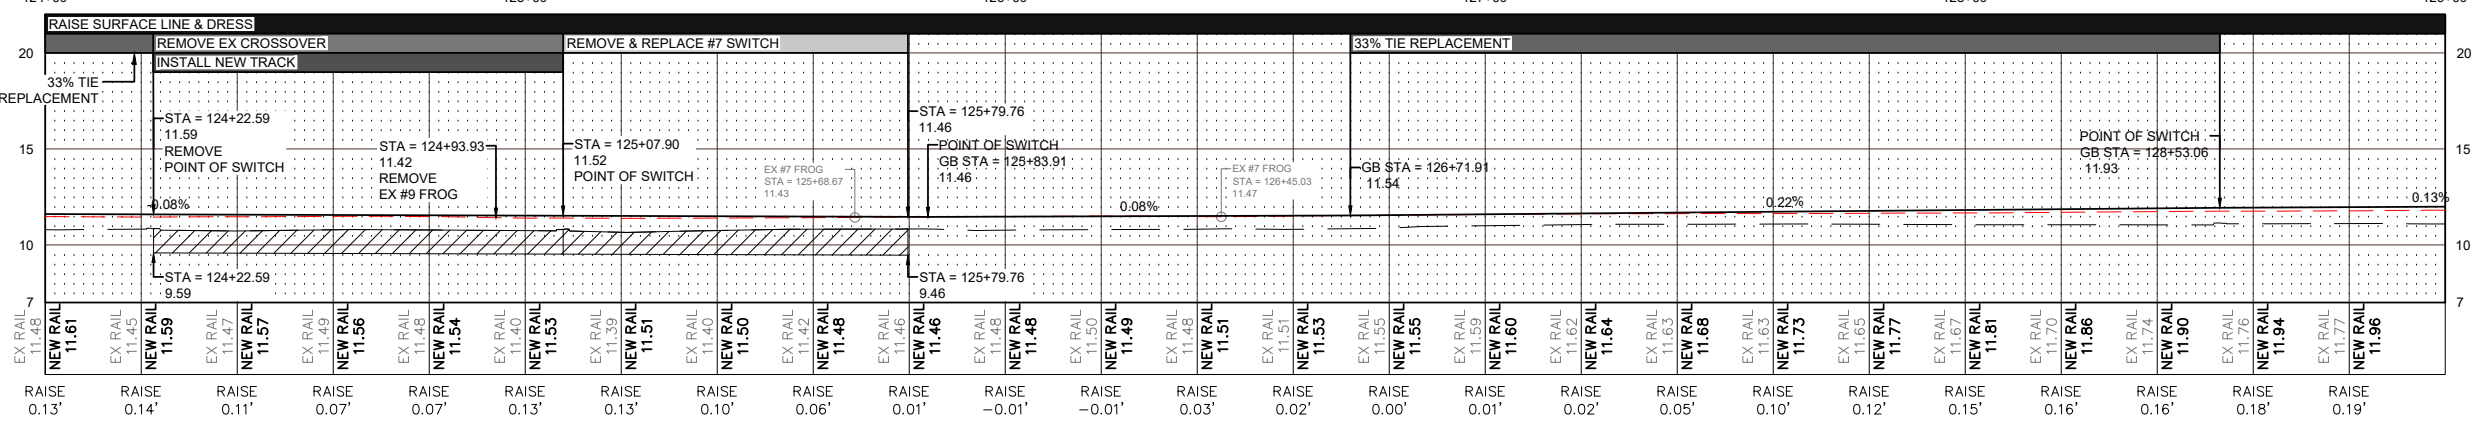 RAISE SURFACE LINE & DRESS
REMOVE EX CROSSOVER
REMOVE & REPLACE #7 SWITCH
33% TIE REPLACEMENT
20
INSTALL NEW TRACK
20
33% TIE
REPLACEMENT
STA = 124+22.59
11.59
REMOVE
POINT OF SWITCH
STA = 124+93.93
11.42
REMOVE
EX #9 FROG
STA = 125+07.90
11.52
POINT OF SWITCH
EX #7 FROG
STA = 125+68.67
11.43
STA = 125+79.76
11.46
POINT OF SWITCH
GB STA = 125+83.91
11.46
EX #7 FROG
STA = 126+45.03
11.47
GB STA = 126+71.91
11.54
POINT OF SWITCH
GB STA = 128+53.06
11.93
15
15
-0.08%
0.08%
0.22%
0.13%
10
10
STA = 124+22.59
9.59
STA = 125+79.76
9.46
7
7
EX RAIL
11.48
NEW RAIL
11.61
EX RAIL
11.45
NEW RAIL
11.59
EX RAIL
11.47
NEW RAIL
11.57
EX RAIL
11.49
NEW RAIL
11.56
EX RAIL
11.48
NEW RAIL
11.54
EX RAIL
11.40
NEW RAIL
11.53
EX RAIL
11.39
NEW RAIL
11.51
EX RAIL
11.40
NEW RAIL
11.50
EX RAIL
11.42
NEW RAIL
11.48
EX RAIL
11.46
NEW RAIL
11.46
EX RAIL
11.48
NEW RAIL
11.48
EX RAIL
11.50
NEW RAIL
11.49
EX RAIL
11.48
NEW RAIL
11.51
EX RAIL
11.51
NEW RAIL
11.53
EX RAIL
11.55
NEW RAIL
11.55
EX RAIL
11.59
NEW RAIL
11.60
EX RAIL
11.62
NEW RAIL
11.64
EX RAIL
11.63
NEW RAIL
11.68
EX RAIL
11.63
NEW RAIL
11.73
EX RAIL
11.65
NEW RAIL
11.77
EX RAIL
11.67
NEW RAIL
11.81
EX RAIL
11.70
NEW RAIL
11.86
EX RAIL
11.74
NEW RAIL
11.90
EX RAIL
11.76
NEW RAIL
11.94
EX RAIL
11.77
NEW RAIL
11.96
RAISE
0.13'
RAISE
0.14'
RAISE
0.11'
RAISE
0.07'
RAISE
0.07'
RAISE
0.13'
RAISE
0.13'
RAISE
0.10'
RAISE
0.06'
RAISE
0.01'
RAISE
-0.01'
RAISE
-0.01'
RAISE
0.03'
RAISE
0.02'
RAISE
0.00'
RAISE
0.01'
RAISE
0.02'
RAISE
0.05'
RAISE
0.10'
RAISE
0.12'
RAISE
0.15'
RAISE
0.16'
RAISE
0.16'
RAISE
0.18'
RAISE
0.19'